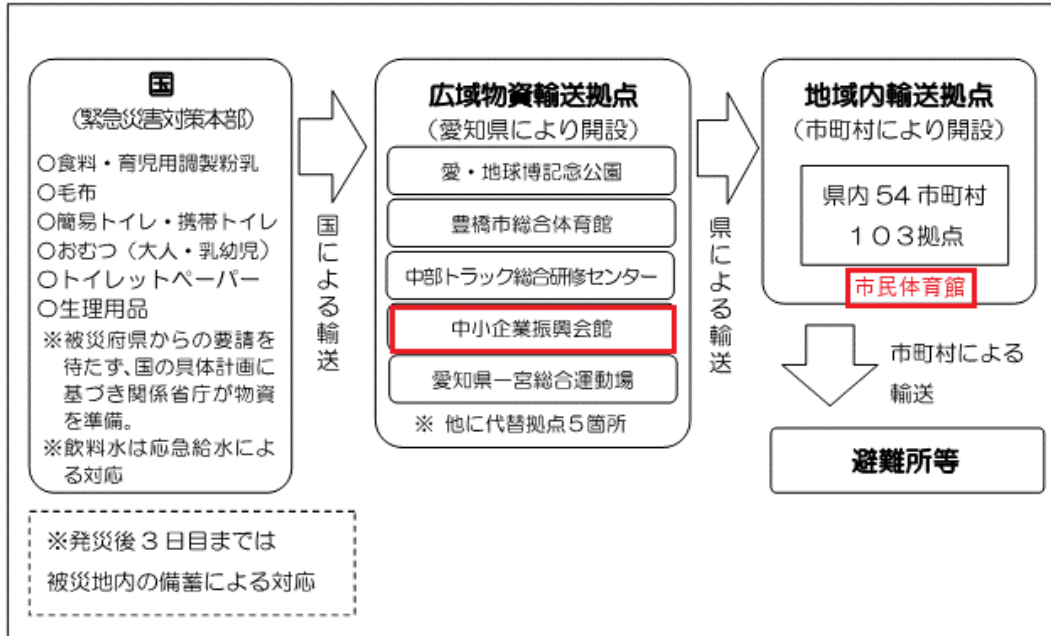 国
(緊急災害対策本部)
○食料・育児用調製粉乳
○毛布
○簡易トイレ・携帯トイレ
○おむつ(大人・乳幼児)
○トイレットペーパー
○生理用品
※被災府県からの要請を
待たず、国の具体計画に
基づき関係省庁が物資
を準備。
※飲料水は応急給水によ
る対応
※発災後3日目までは
被災地内の備蓄による対応
国による輸送
広域物資輸送拠点
(愛知県により開設)
愛・地球博記念公園
豊橋市総合体育館
中部トラック総合研修センター
中小企業振興会館
愛知県一宮総合運動場
※ 他に代替拠点5箇所
県による輸送
地域内輸送拠点
(市町村により開設)
県内54市町村
103拠点
市民体育館
市町村による
輸送
避難所等